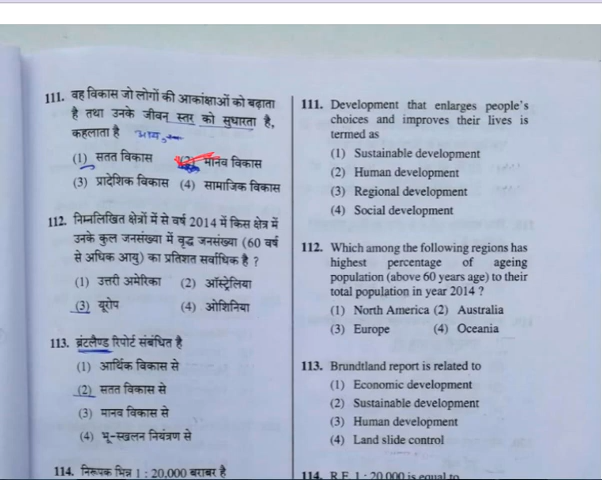 111. वह विकास जो लोगों की आकांक्षाओं को बढ़ाता
है तथा उनके जीवन स्तर को सुधारता है,
कहलाता है
(1) सतत विकास (2) मानव विकास
(3) प्रादेशिक विकास (4) सामाजिक विकास
112. निम्नलिखित क्षेत्रों में से वर्ष 2014 में किस क्षेत्र में
उनके कुल जनसंख्या में वृद्ध जनसंख्या (60 वर्ष
से अधिक आयु) का प्रतिशत सर्वाधिक है ?
(1) उत्तरी अमेरिका (2) ऑस्ट्रेलिया
(3) यूरोप (4) ओशिनिया
113. ब्रंटलैण्ड रिपोर्ट संबंधित है
(1) आर्थिक विकास से
(2) सतत विकास से
(3) मानव विकास से
(4) भू-स्खलन नियंत्रण से
114. निरूपक भिन्न 1 : 20,000 बराबर है
111. Development that enlarges people's
choices and improves their lives is
termed as
(1) Sustainable development
(2) Human development
(3) Regional development
(4) Social development
112. Which among the following regions has
highest percentage of ageing
population (above 60 years age) to their
total population in year 2014 ?
(1) North America (2) Australia
(3) Europe (4) Oceania
113. Brundtland report is related to
(1) Economic development
(2) Sustainable development
(3) Human development
(4) Land slide control
114. R.F. 1 : 20,000 is equal to